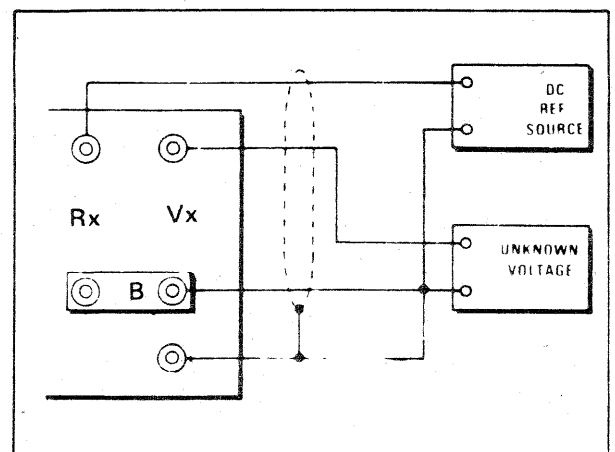 DC
REF
SOURCE
Rx
Vx
UNKNOWN
VOLTAGE
B